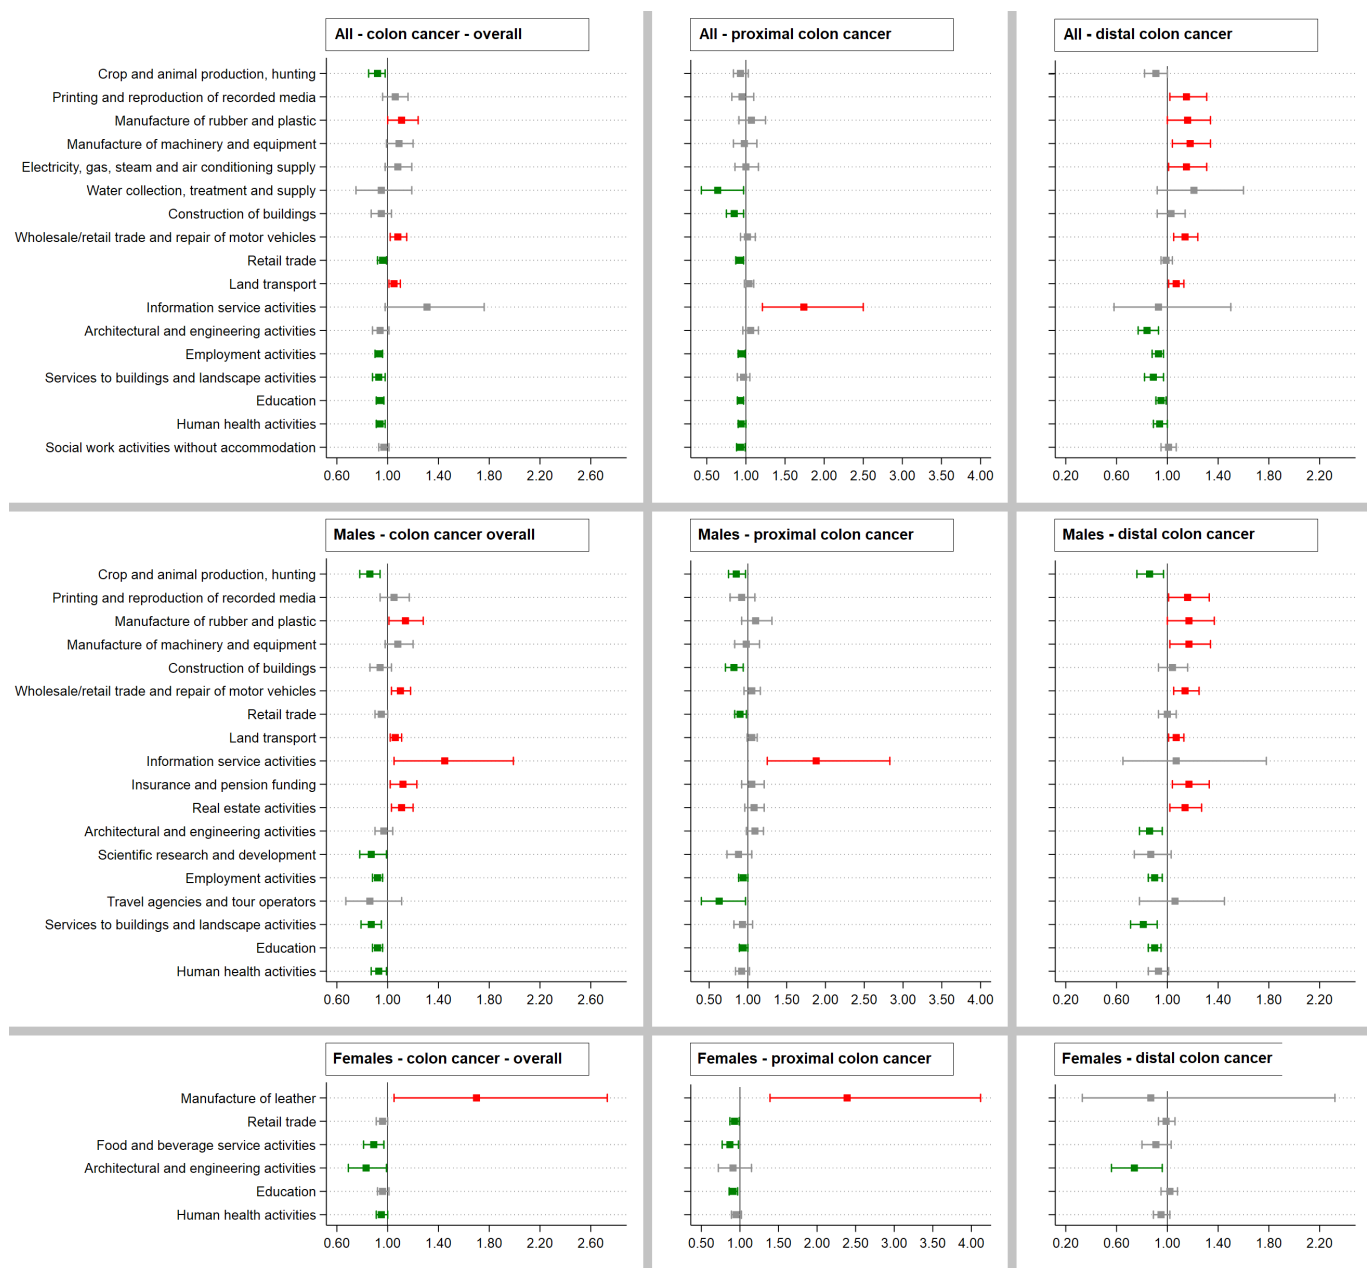 All - colon cancer - overall
All - proximal colon cancer
All - distal colon cancer
Crop and animal production, hunting
Printing and reproduction of recorded media
Manufacture of rubber and plastic
Manufacture of machinery and equipment
Electricity, gas, steam and air conditioning supply
Water collection, treatment and supply
Construction of buildings
Wholesale/retail trade and repair of motor vehicles
Retail trade
Land transport
Information service activities
Architectural and engineering activities
Employment activities
Services to buildings and landscape activities
Education
Human health activities
Social work activities without accommodation
0.60 1.00 1.40 1.80 2.20 2.60
0.50 1.00 1.50 2.00 2.50 3.00 3.50 4.00
0.20 0.60 1.00 1.40 1.80 2.20
Males - colon cancer overall
Males - proximal colon cancer
Males - distal colon cancer
Crop and animal production, hunting
Printing and reproduction of recorded media
Manufacture of rubber and plastic
Manufacture of machinery and equipment
Construction of buildings
Wholesale/retail trade and repair of motor vehicles
Retail trade
Land transport
Information service activities
Insurance and pension funding
Real estate activities
Architectural and engineering activities
Scientific research and development
Employment activities
Travel agencies and tour operators
Services to buildings and landscape activities
Education
Human health activities
0.60 1.00 1.40 1.80 2.20 2.60
0.50 1.00 1.50 2.00 2.50 3.00 3.50 4.00
0.20 0.60 1.00 1.40 1.80 2.20
Females - colon cancer - overall
Females - proximal colon cancer
Females - distal colon cancer
Manufacture of leather
Retail trade
Food and beverage service activities
Architectural and engineering activities
Education
Human health activities
0.60 1.00 1.40 1.80 2.20 2.60
0.50 1.00 1.50 2.00 2.50 3.00 3.50 4.00
0.20 0.60 1.00 1.40 1.80 2.20